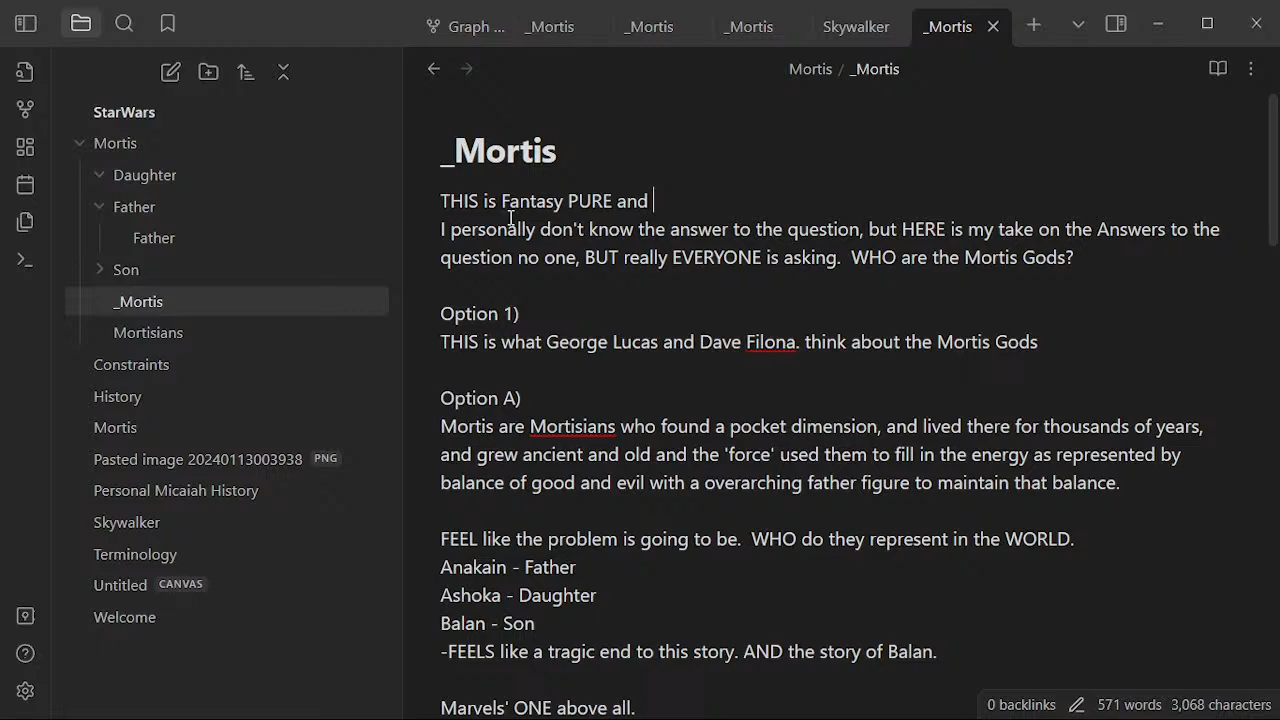 Graph ...
_Mortis
_Mortis
_Mortis
Skywalker
_Mortis
Mortis / _Mortis
StarWars
Mortis
Daughter
Father
Father
Son
_Mortis
Mortisians
Constraints
History
Mortis
Pasted image 20240113003938 PNG
Personal Micaiah History
Skywalker
Terminology
Untitled CANVAS
Welcome
_Mortis
THIS is Fantasy PURE and
I personally don't know the answer to the question, but HERE is my take on the Answers to the
question no one, BUT really EVERYONE is asking.  WHO are the Mortis Gods?
Option 1)
THIS is what George Lucas and Dave Filona. think about the Mortis Gods
Option A)
Mortis are Mortisians who found a pocket dimension, and lived there for thousands of years,
and grew ancient and old and the 'force' used them to fill in the energy as represented by
balance of good and evil with a overarching father figure to maintain that balance.
FEEL like the problem is going to be.  WHO do they represent in the WORLD.
Anakain - Father
Ashoka - Daughter
Balan - Son
-FEELS like a tragic end to this story. AND the story of Balan.
Marvels' ONE above all.
0 backlinks 571 words 3,068 characters